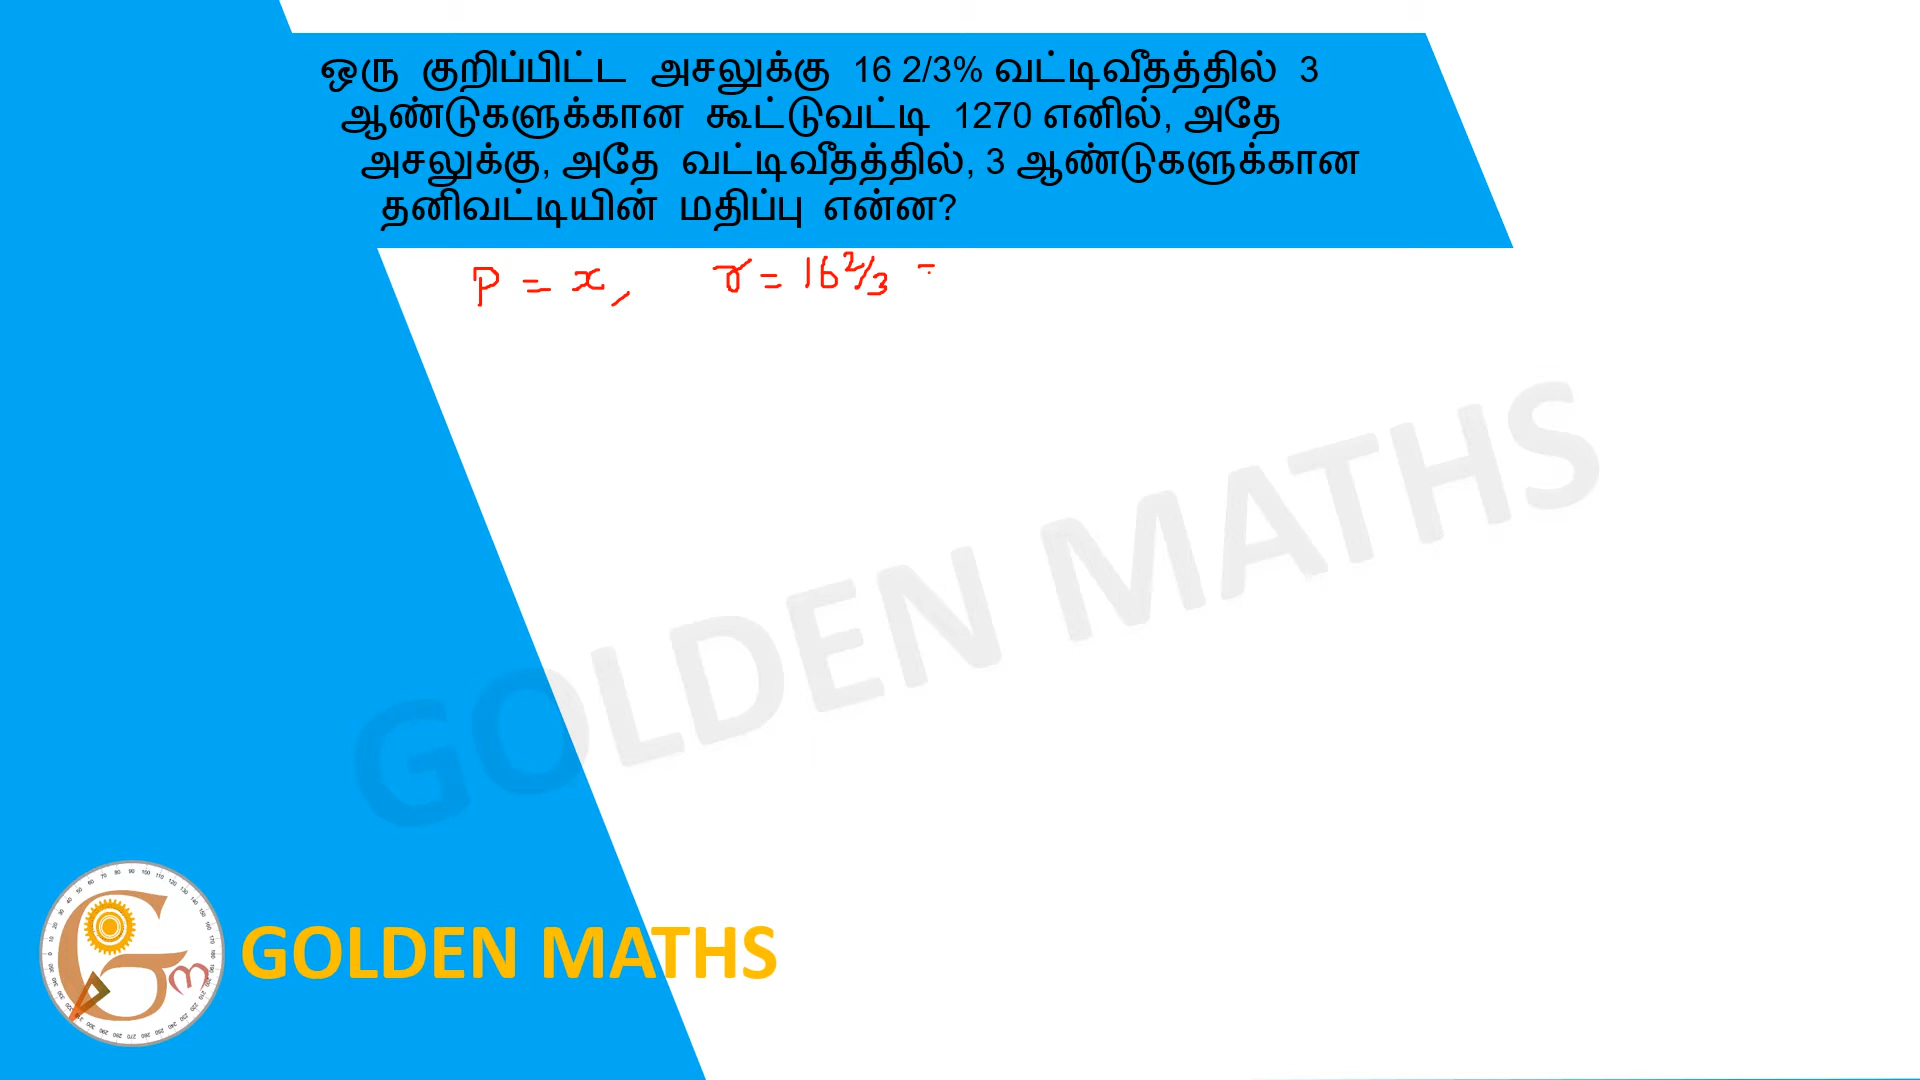 ஒரு குறிப்பிட்ட அசலுக்கு 16 2/3% வட்டிவீதத்தில் 3
ஆண்டுகளுக்கான கூட்டுவட்டி 1270 எனில், அதே
அசலுக்கு, அதே வட்டிவீதத்தில், 3 ஆண்டுகளுக்கான
தனிவட்டியின் மதிப்பு என்ன?
P = x, r = 16 2/3 =
GOLDEN MATHS
GOLDEN MATHS